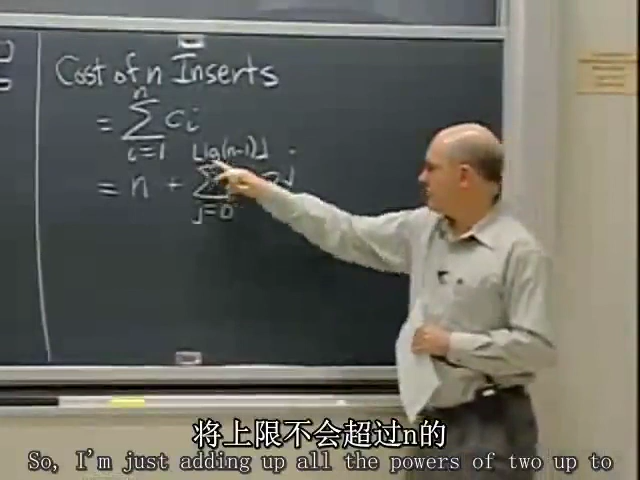 Cost of n Inserts
n
= Σ ci
i=1
⌊lg(n-1)⌋
= n + Σ 2^j
j=0
将上限不会超过n的
So, I'm just adding up all the powers of two up to